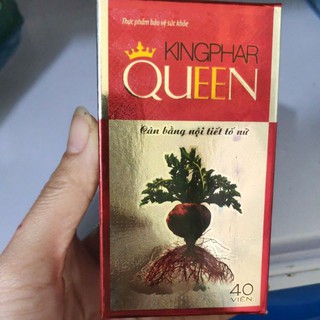 Thực phẩm bảo vệ sức khỏe
KINGPHAR
QUEEN
Cân bằng nội tiết tố nữ
40
VIÊN